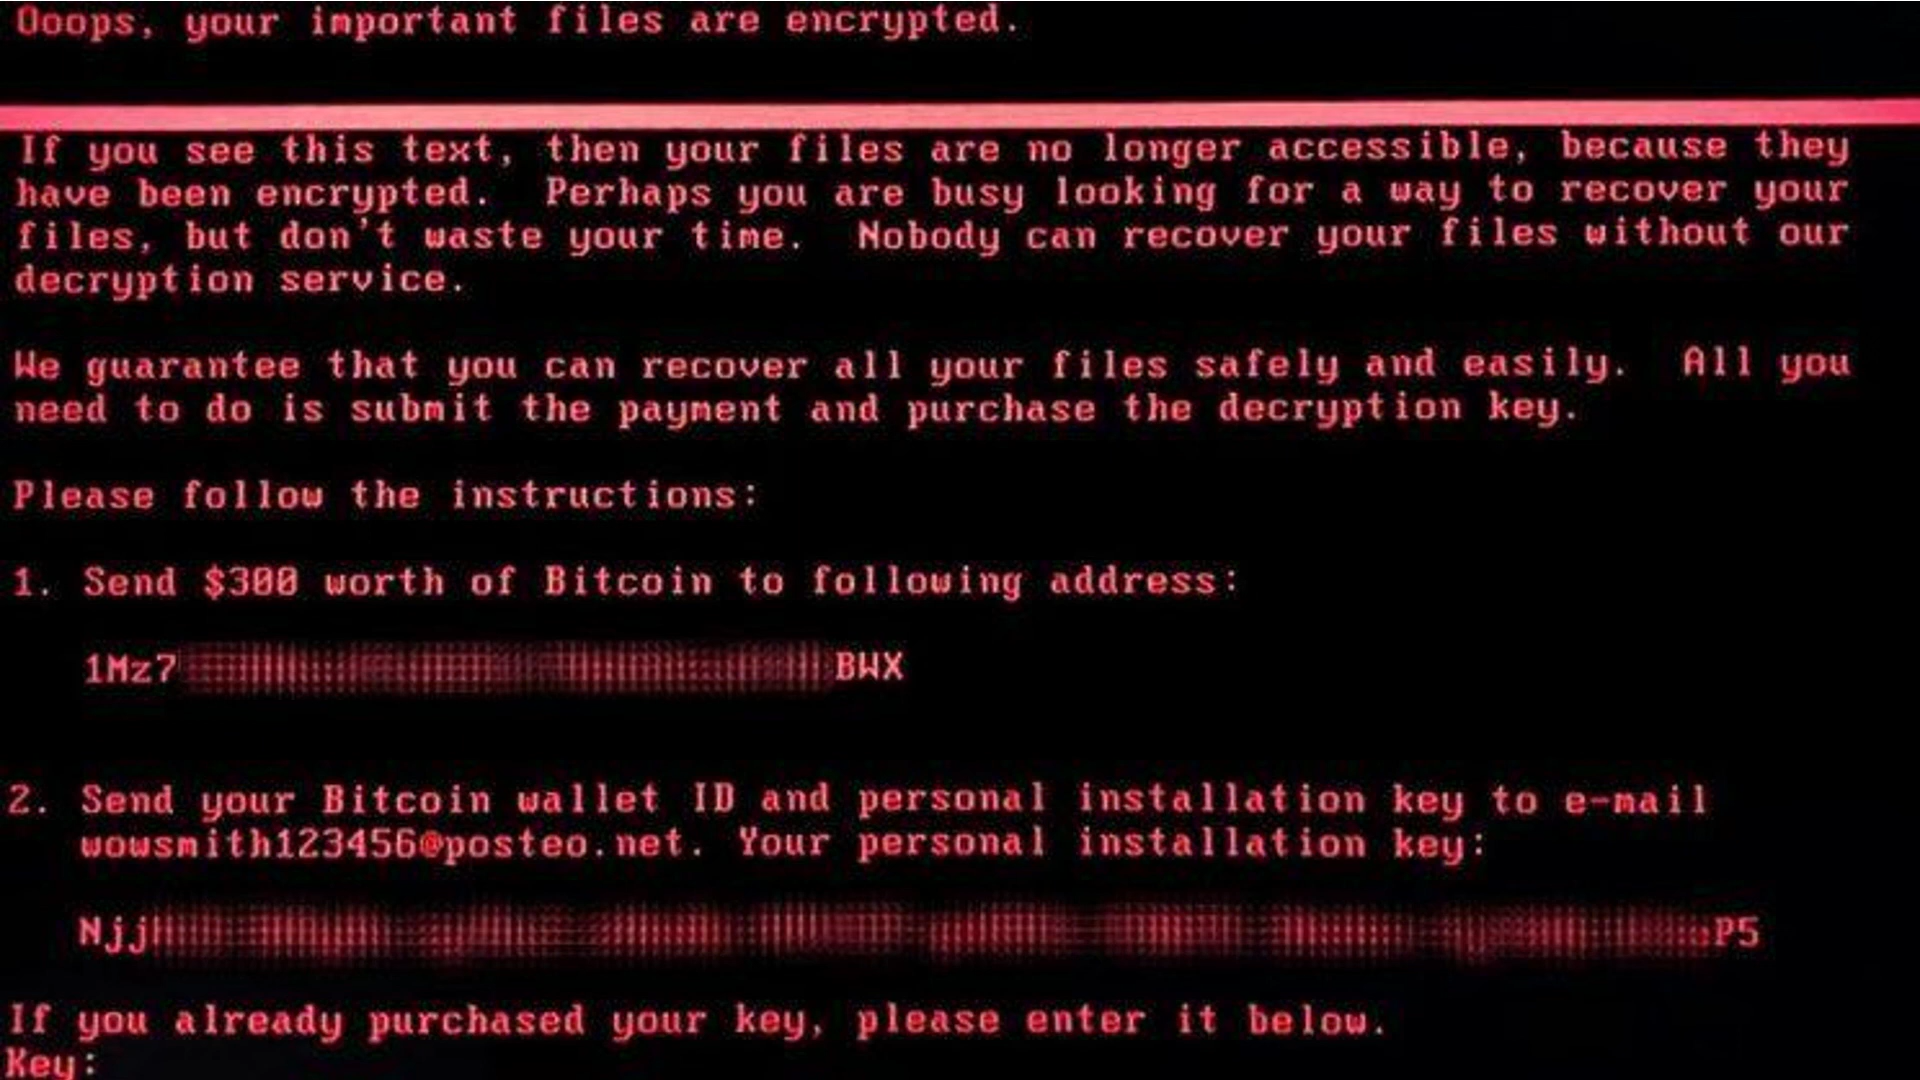 Ooops, your important files are encrypted.
If you see this text, then your files are no longer accessible, because they
have been encrypted.  Perhaps you are busy looking for a way to recover your
files, but don't waste your time.  Nobody can recover your files without our
decryption service.
We guarantee that you can recover all your files safely and easily.  All you
need to do is submit the payment and purchase the decryption key.
Please follow the instructions:
1. Send $300 worth of Bitcoin to following address:
1Mz7 BWX
2. Send your Bitcoin wallet ID and personal installation key to e-mail
wowsmith123456@posteo.net. Your personal installation key:
Njj P5
If you already purchased your key, please enter it below.
Key: